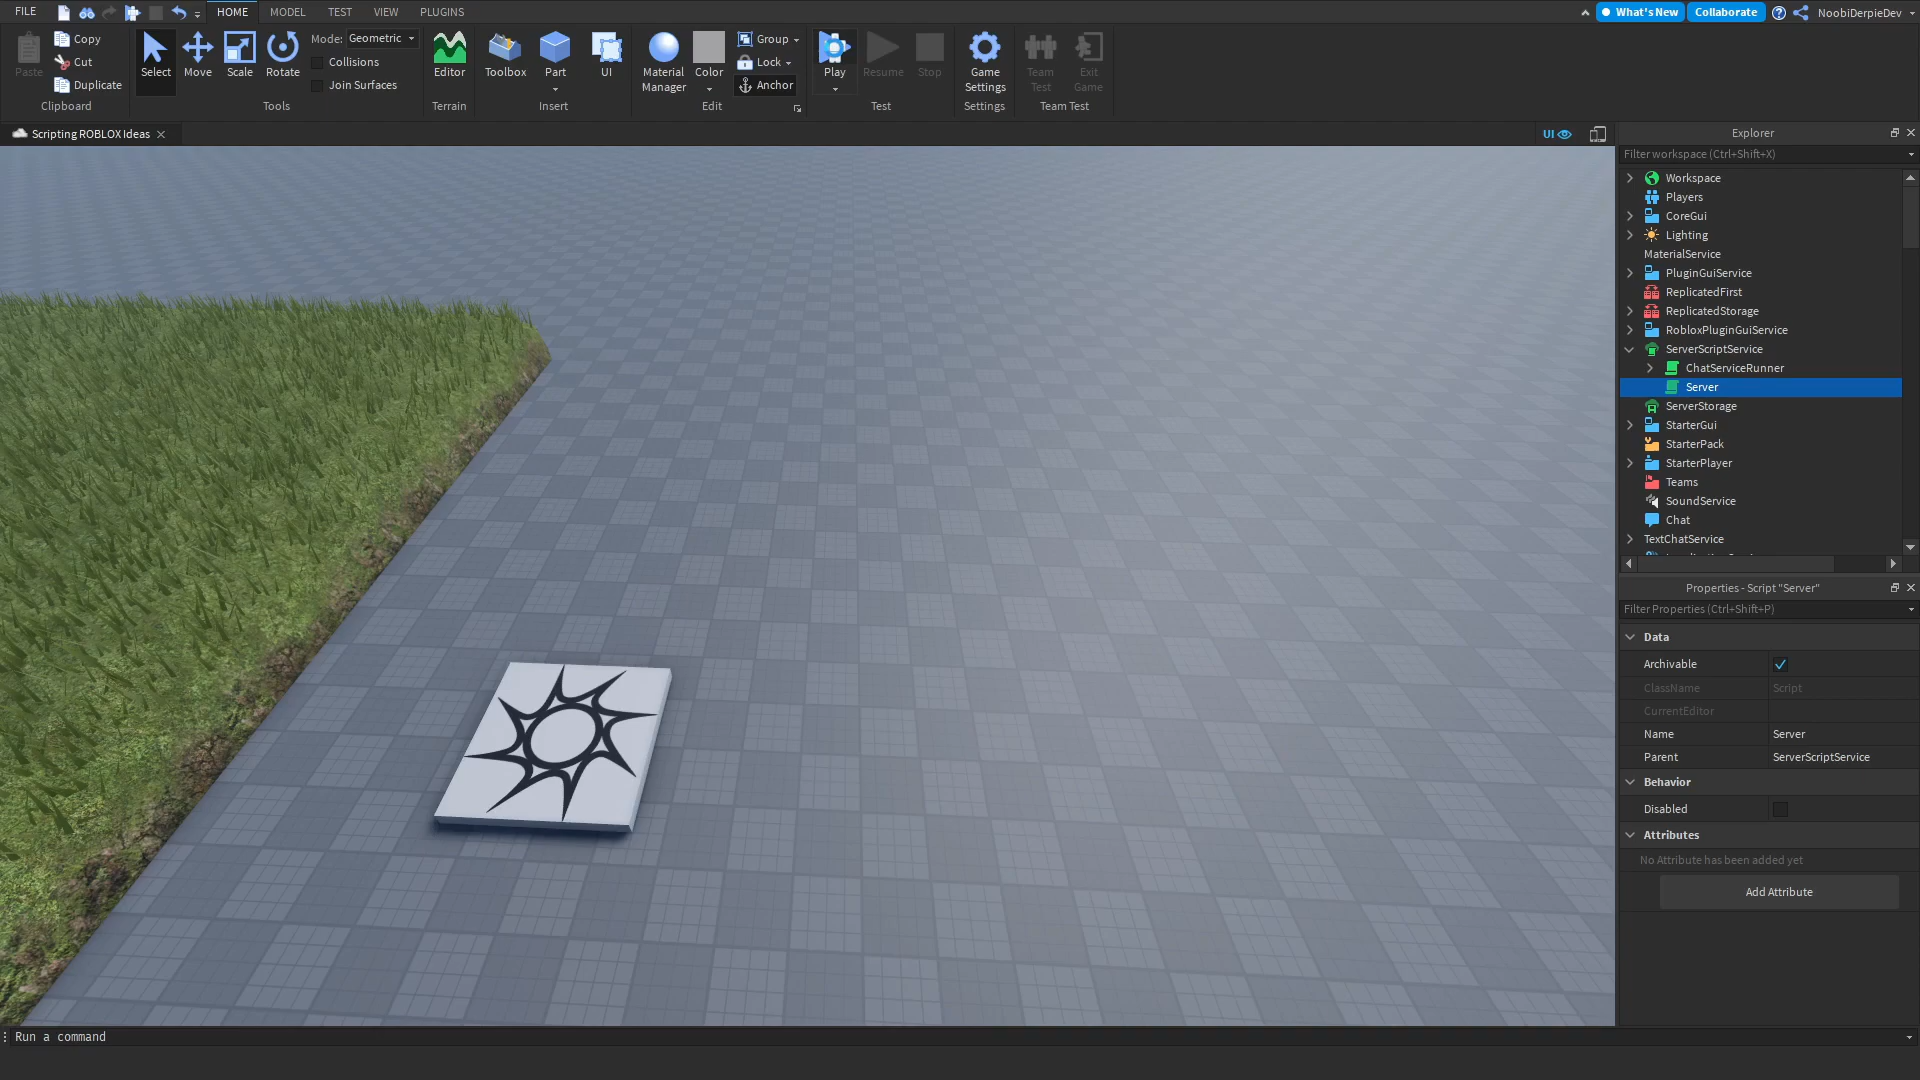 FILE
HOME
MODEL
TEST
VIEW
PLUGINS
What's New
Collaborate
NoobiDerpieDev
Paste
Copy
Cut
Duplicate
Clipboard
Select
Move
Scale
Rotate
Mode: Geometric
Collisions
Join Surfaces
Tools
Editor
Terrain
Toolbox
Part
UI
Insert
Material
Manager
Color
Group
Lock
Anchor
Edit
Play
Resume
Stop
Test
Game
Settings
Settings
Team
Test
Exit
Game
Team Test
Scripting ROBLOX Ideas
UI
Explorer
Filter workspace (Ctrl+Shift+X)
Workspace
Players
CoreGui
Lighting
MaterialService
PluginGuiService
ReplicatedFirst
ReplicatedStorage
RobloxPluginGuiService
ServerScriptService
ChatServiceRunner
Server
ServerStorage
StarterGui
StarterPack
StarterPlayer
Teams
SoundService
Chat
TextChatService
Properties - Script "Server"
Filter Properties (Ctrl+Shift+P)
Data
Archivable
ClassName Script
CurrentEditor
Name Server
Parent ServerScriptService
Behavior
Disabled
Attributes
No Attribute has been added yet
Add Attribute
Run a command